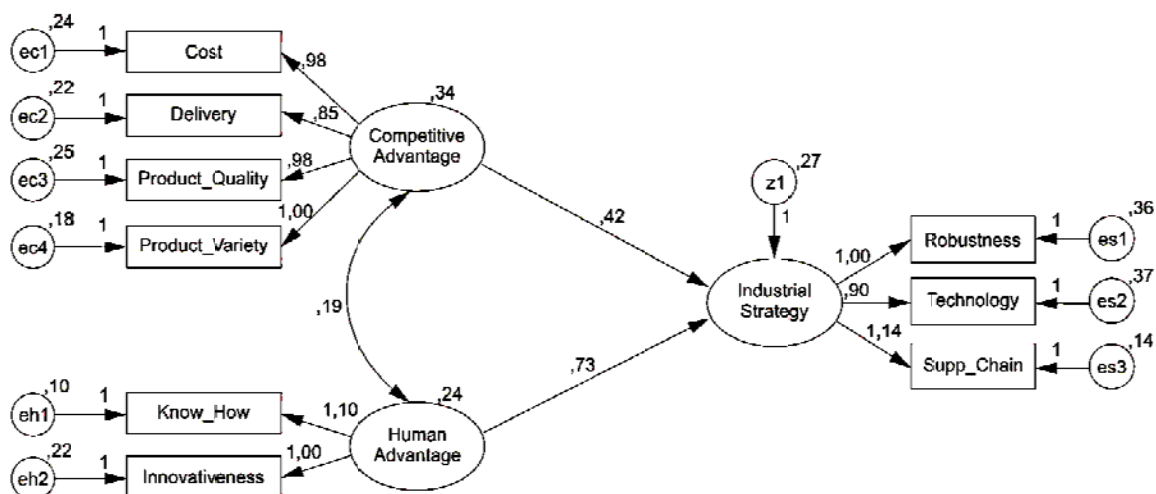 ,24
ec1
1
Cost
,98
,22
ec2
1
Delivery
,85
,34
Competitive
Advantage
,25
ec3
1
Product_Quality
,98
,18
ec4
1
Product_Variety
1,00
,27
z1
1
,42
,19
Industrial
Strategy
1,00
Robustness
1
,36
es1
,90
Technology
1
,37
es2
1,14
Supp_Chain
1
,14
es3
,73
,10
eh1
1
Know_How
1,10
,24
Human
Advantage
,22
eh2
1
Innovativeness
1,00